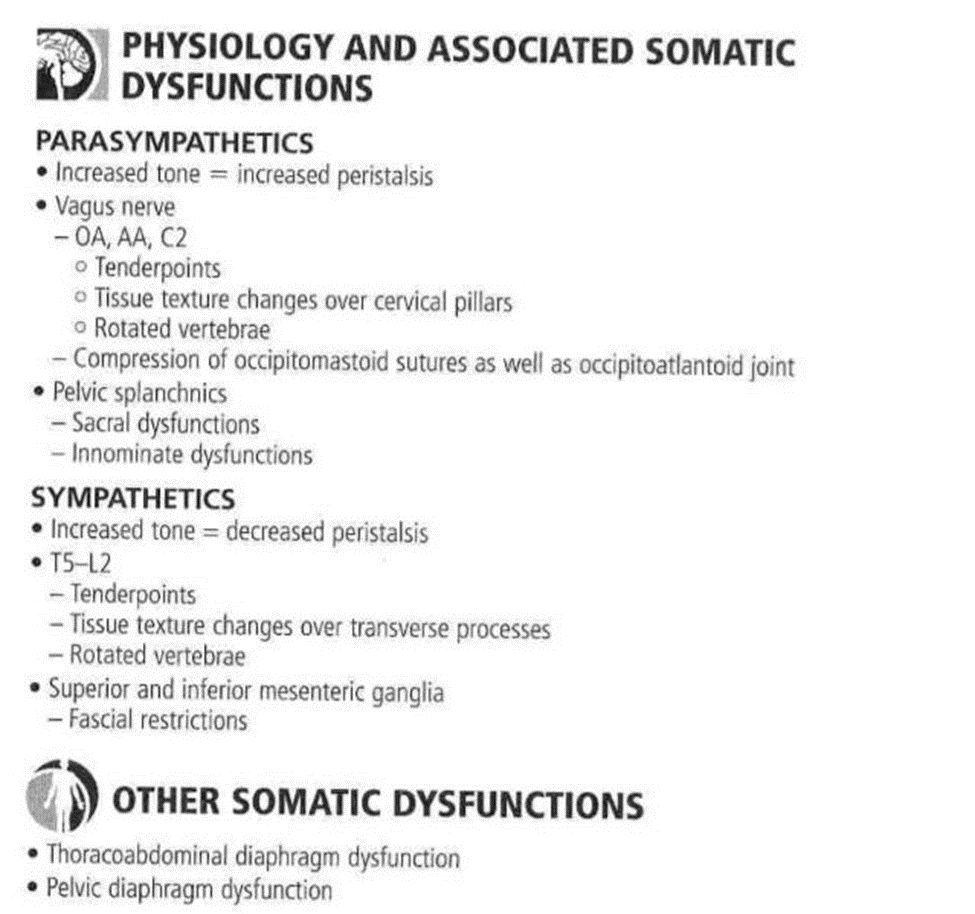 PHYSIOLOGY AND ASSOCIATED SOMATIC
DYSFUNCTIONS
PARASYMPATHETICS
• Increased tone = increased peristalsis
• Vagus nerve
– OA, AA, C2
○ Tenderpoints
○ Tissue texture changes over cervical pillars
○ Rotated vertebrae
– Compression of occipitomastoid sutures as well as occipitoatlantoid joint
• Pelvic splanchnics
– Sacral dysfunctions
– Innominate dysfunctions
SYMPATHETICS
• Increased tone = decreased peristalsis
• T5–L2
– Tenderpoints
– Tissue texture changes over transverse processes
– Rotated vertebrae
• Superior and inferior mesenteric ganglia
– Fascial restrictions
OTHER SOMATIC DYSFUNCTIONS
• Thoracoabdominal diaphragm dysfunction
• Pelvic diaphragm dysfunction